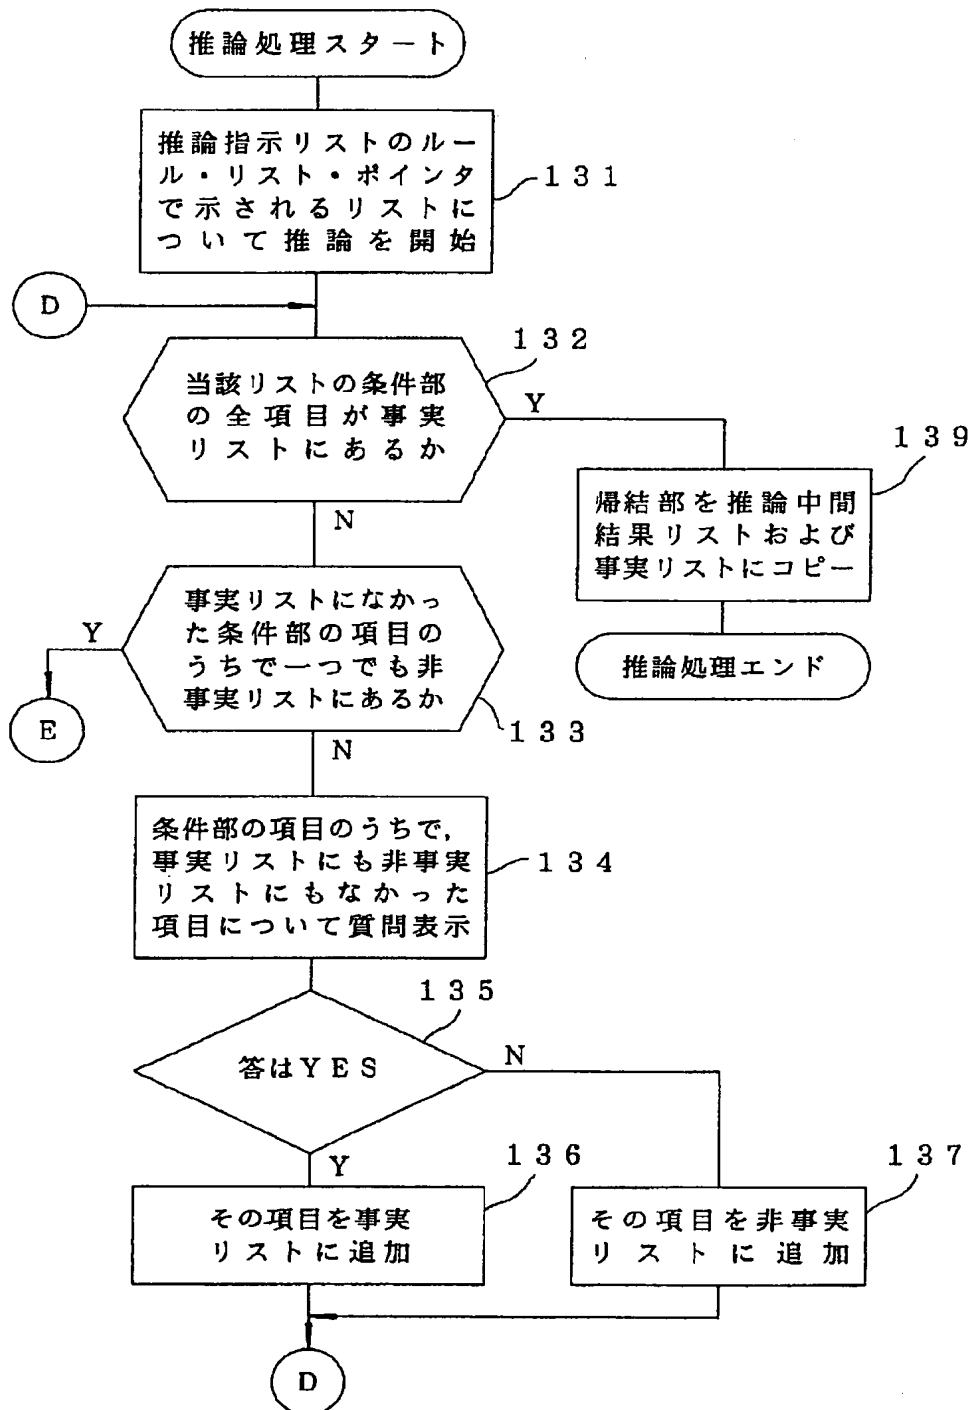 推論処理スタート
推論指示リストのルー
ル・リスト・ポインタ
で示されるリストに
ついて推論を開始
131
D
132
当該リストの条件部
の全項目が事実
リストにあるか
Y
139
帰結部を推論中間
結果リストおよび
事実リストにコピー
推論処理エンド
N
事実リストになかっ
た条件部の項目の
うちで一つでも非
事実リストにあるか
Y
E
133
N
条件部の項目のうちで,
事実リストにも非事実
リストにもなかった
項目について質問表示
134
135
答はYES
N
Y
136
その項目を事実
リストに追加
137
その項目を非事実
リストに追加
D